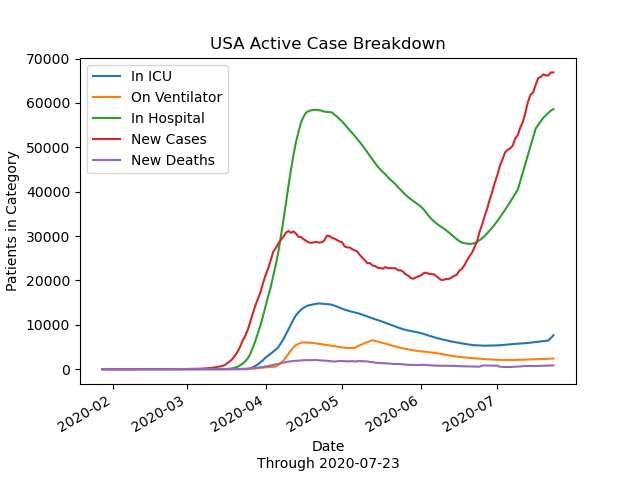 USA Active Case Breakdown
70000
60000
50000
40000
30000
20000
10000
0
Patients in Category
In ICU
On Ventilator
In Hospital
New Cases
New Deaths
2020-02
2020-03
2020-04
2020-05
2020-06
2020-07
Date
Through 2020-07-23